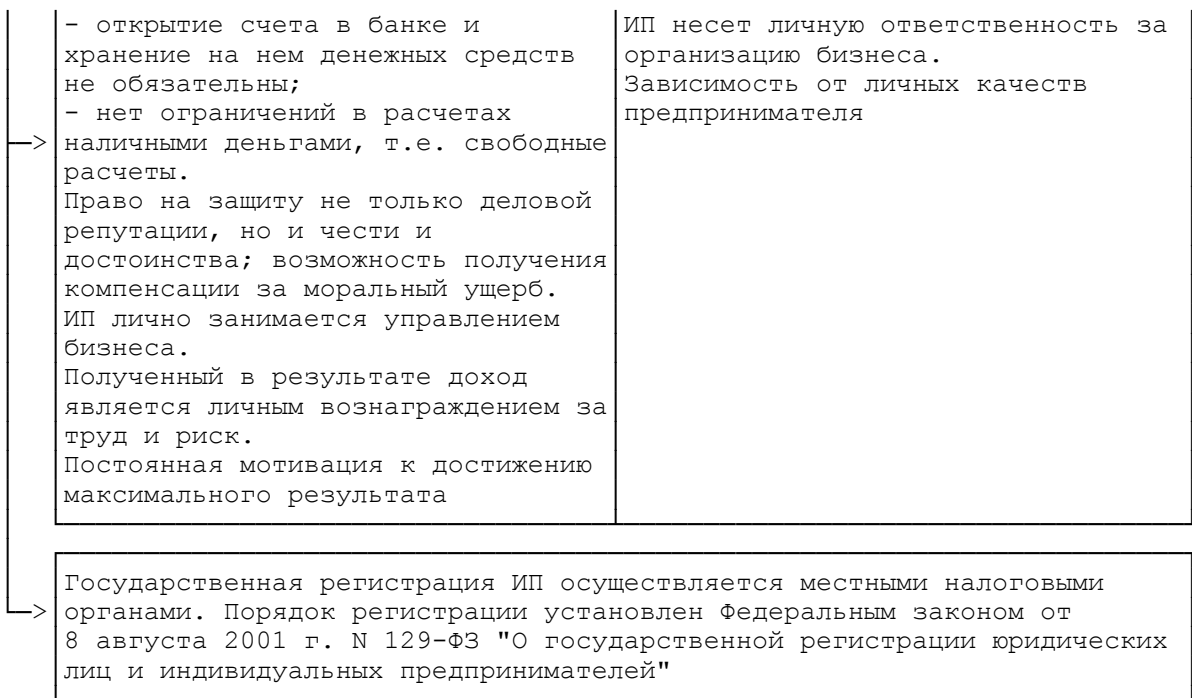 - открытие счета в банке и
хранение на нем денежных средств
не обязательны;
- нет ограничений в расчетах
наличными деньгами, т.е. свободные
расчеты.
Право на защиту не только деловой
репутации, но и чести и
достоинства; возможность получения
компенсации за моральный ущерб.
ИП лично занимается управлением
бизнеса.
Полученный в результате доход
является личным вознаграждением за
труд и риск.
Постоянная мотивация к достижению
максимального результата
ИП несет личную ответственность за
организацию бизнеса.
Зависимость от личных качеств
предпринимателя
Государственная регистрация ИП осуществляется местными налоговыми
органами. Порядок регистрации установлен Федеральным законом от
8 августа 2001 г. N 129-ФЗ "О государственной регистрации юридических
лиц и индивидуальных предпринимателей"